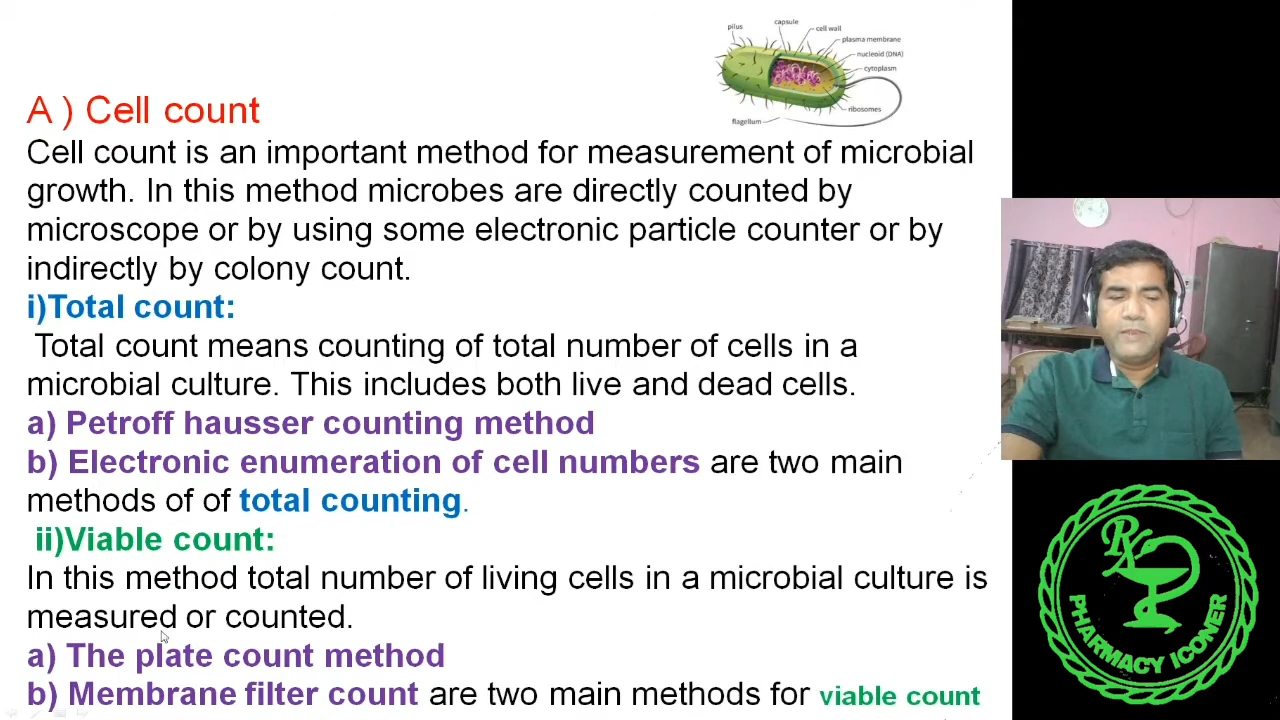 pilus
capsule
cell wall
plasma membrane
nucleoid (DNA)
cytoplasm
ribosomes
flagellum
A ) Cell count
Cell count is an important method for measurement of microbial
growth. In this method microbes are directly counted by
microscope or by using some electronic particle counter or by
indirectly by colony count.
i)Total count:
Total count means counting of total number of cells in a
microbial culture. This includes both live and dead cells.
a) Petroff hausser counting method
b) Electronic enumeration of cell numbers are two main
methods of of total counting.
ii)Viable count:
In this method total number of living cells in a microbial culture is
measured or counted.
a) The plate count method
b) Membrane filter count are two main methods for viable count
Rx
PHARMACY ICONER